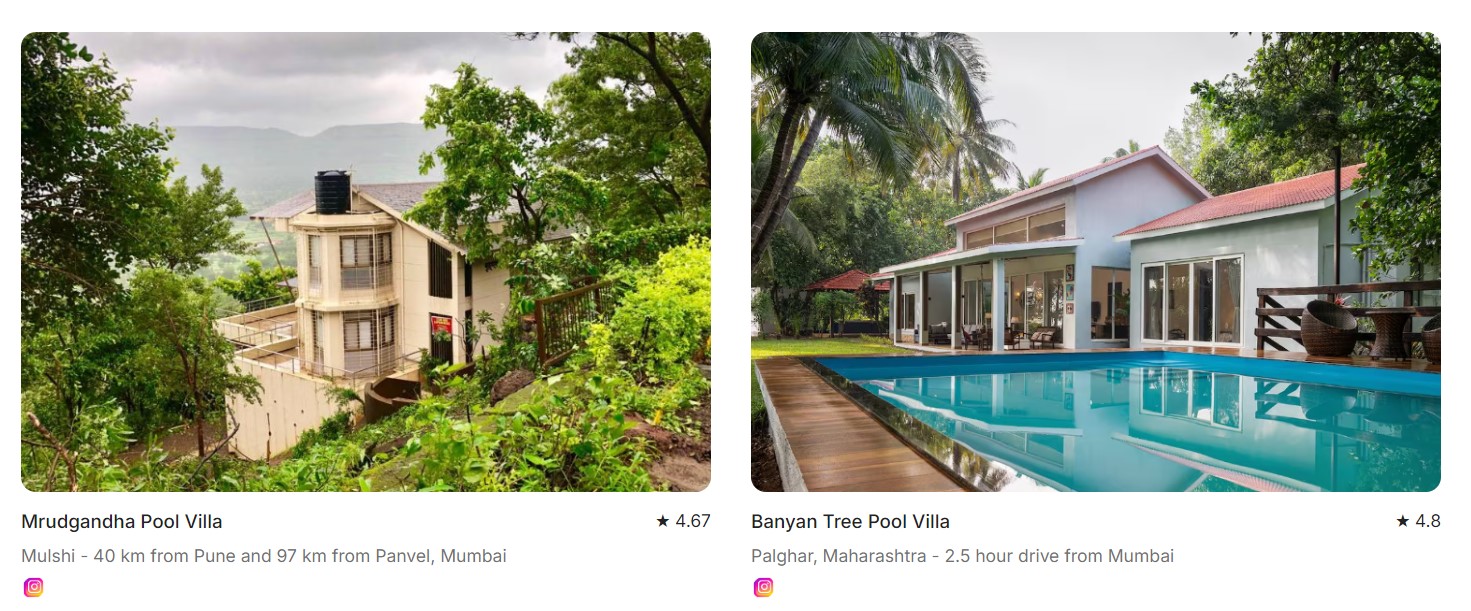 Mrudgandha Pool Villa
★ 4.67
Mulshi - 40 km from Pune and 97 km from Panvel, Mumbai
Banyan Tree Pool Villa
★ 4.8
Palghar, Maharashtra - 2.5 hour drive from Mumbai